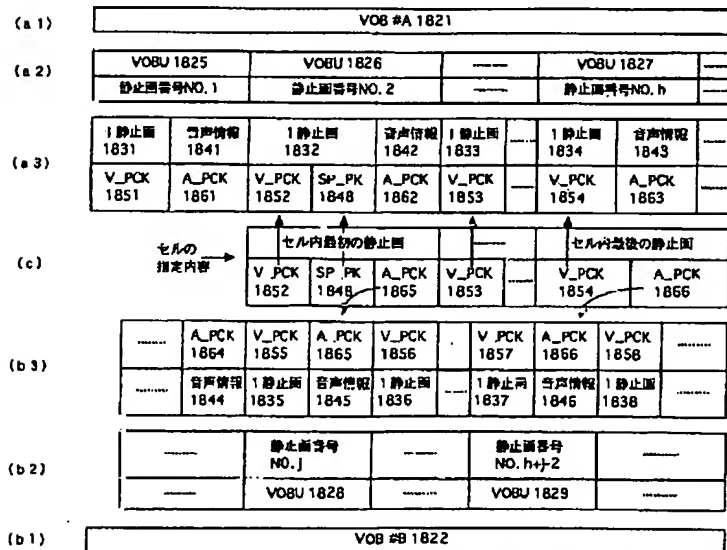 (a1) VOB #A 1821
(a2) VOBU 1825 VOBU 1826 VOBU 1827
静止画番号NO. 1 静止画番号NO. 2 静止画番号NO. h
(a3) 1静止画 音声情報 1静止画 音声情報 1静止画 1静止画 音声情報
1831 1841 1832 1842 1833 1834 1843
V_PCK A_PCK V_PCK SP_PK A_PCK V_PCK V_PCK A_PCK
1851 1861 1852 1848 1862 1853 1854 1863
セルの指定内容
(c) セル内最初の静止画 セル内最後の静止画
V_PCK SP_PK A_PCK V_PCK V_PCK A_PCK
1852 1848 1865 1853 1854 1866
(b3) A_PCK V_PCK A_PCK V_PCK V_PCK A_PCK V_PCK
1864 1855 1865 1856 1857 1866 1858
音声情報 1静止画 音声情報 1静止画 1静止画 音声情報 1静止画
1844 1835 1845 1836 1837 1846 1838
(b2) 静止画番号 静止画番号
NO. j NO. h+j-2
VOBU 1828 VOBU 1829
(b1) VOB #B 1822